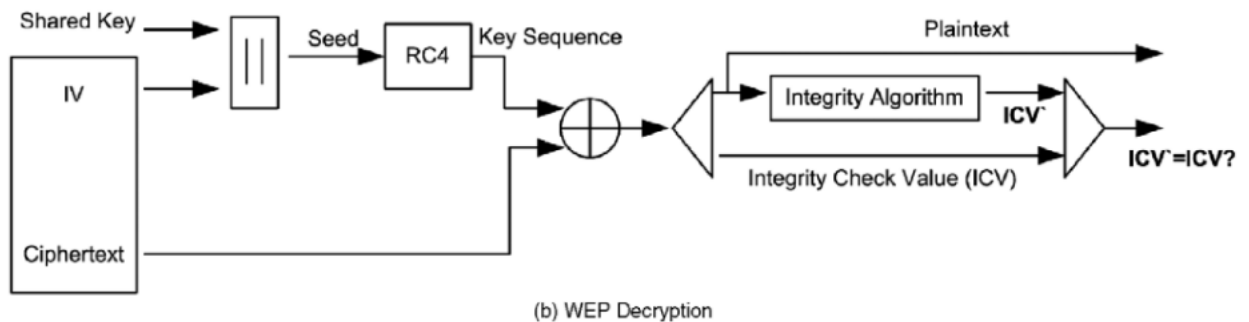 Shared Key
IV
Ciphertext
||
Seed
RC4
Key Sequence
Plaintext
Integrity Algorithm
ICV`
Integrity Check Value (ICV)
ICV`=ICV?
(b) WEP Decryption